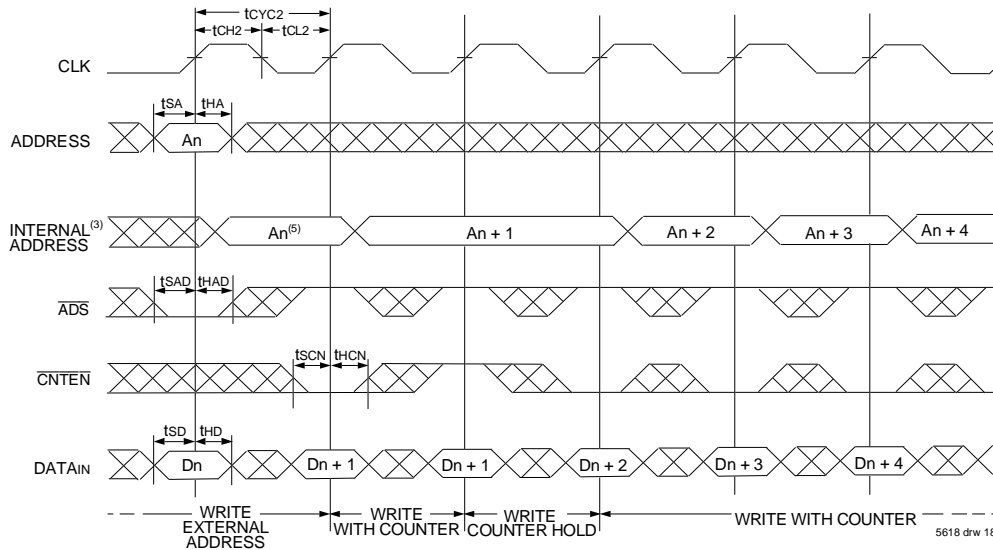 tCYC2
tCH2 tCL2
CLK
tSA tHA
ADDRESS An
INTERNAL(3) ADDRESS An(5) An + 1 An + 2 An + 3 An + 4
tSAD tHAD
ADS
tSCN tHCN
CNTEN
tSD tHD
DATAIN Dn Dn + 1 Dn + 1 Dn + 2 Dn + 3 Dn + 4
WRITE EXTERNAL ADDRESS
WRITE WITH COUNTER
WRITE COUNTER HOLD
WRITE WITH COUNTER
5618 drw 18